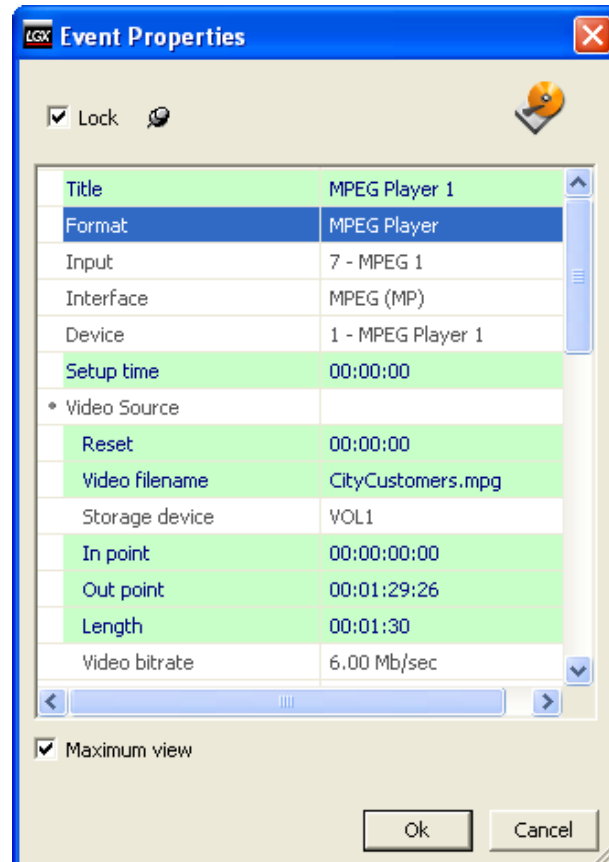 LGX Event Properties
Lock
Title MPEG Player 1
Format MPEG Player
Input 7 - MPEG 1
Interface MPEG (MP)
Device 1 - MPEG Player 1
Setup time 00:00:00
Video Source
Reset 00:00:00
Video filename CityCustomers.mpg
Storage device VOL1
In point 00:00:00:00
Out point 00:01:29:26
Length 00:01:30
Video bitrate 6.00 Mb/sec
Maximum view
Ok Cancel